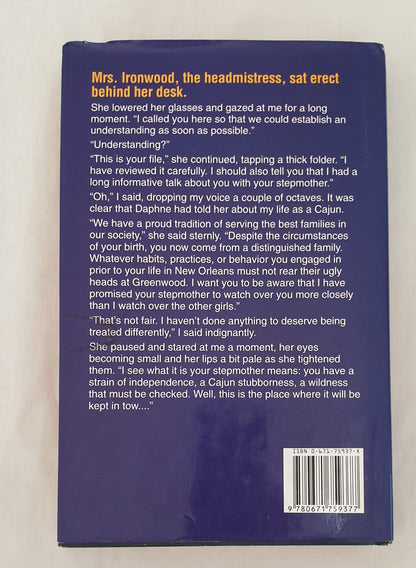 Mrs. Ironwood, the headmistress, sat erect
behind her desk.
She lowered her glasses and gazed at me for a long
moment. “I called you here so that we could establish an
understanding as soon as possible.”
“Understanding?”
“This is your file,” she continued, tapping a thick folder. “I
have reviewed it carefully. I should also tell you that I had a
long informative talk about you with your stepmother.”
“Oh,” I said, dropping my voice a couple of octaves. It was
clear that Daphne had told her about my life as a Cajun.
“We have a proud tradition of serving the best families in
our society,” she said sternly. “Despite the circumstances
of your birth, you now come from a distinguished family.
Whatever habits, practices, or behavior you engaged in
prior to your life in New Orleans must not rear their ugly
heads at Greenwood. I want you to be aware that I have
promised your stepmother to watch over you more closely
than I watch over the other girls.”
“That's not fair. I haven't done anything to deserve being
treated differently,” I said indignantly.
She paused and stared at me a moment, her eyes
becoming small and her lips a bit pale as she tightened
them. “I see what it is your stepmother means: you have a
strain of independence, a Cajun stubborness, a wildness
that must be checked. Well, this is the place where it will be
kept in tow....”
ISBN 0-671-75937-X
9 780671 759377